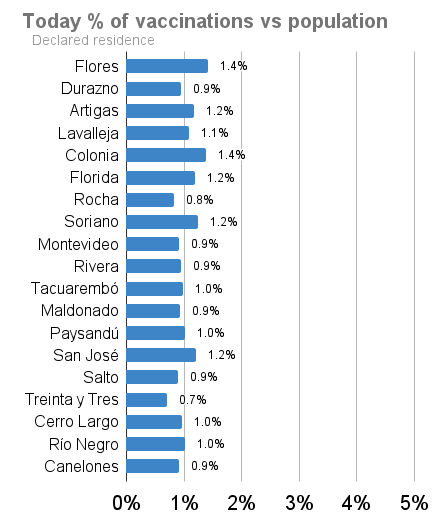 Today % of vaccinations vs population
Declared residence
Flores 1.4%
Durazno 0.9%
Artigas 1.2%
Lavalleja 1.1%
Colonia 1.4%
Florida 1.2%
Rocha 0.8%
Soriano 1.2%
Montevideo 0.9%
Rivera 0.9%
Tacuarembó 1.0%
Maldonado 0.9%
Paysandú 1.0%
San José 1.2%
Salto 0.9%
Treinta y Tres 0.7%
Cerro Largo 1.0%
Río Negro 1.0%
Canelones 0.9%
0% 1% 2% 3% 4% 5%